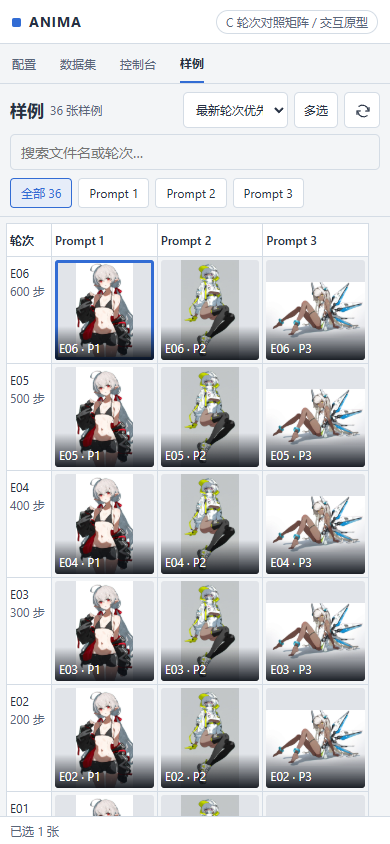 ANIMA
C 轮次对照矩阵 / 交互原型
配置 数据集 控制台 样例
样例 36 张样例
最新轮次优先
多选
搜索文件名或轮次...
全部 36 Prompt 1 Prompt 2 Prompt 3
轮次 Prompt 1 Prompt 2 Prompt 3
E06
600 步
E06 · P1 E06 · P2 E06 · P3
E05
500 步
E05 · P1 E05 · P2 E05 · P3
E04
400 步
E04 · P1 E04 · P2 E04 · P3
E03
300 步
E03 · P1 E03 · P2 E03 · P3
E02
200 步
E02 · P1 E02 · P2 E02 · P3
E01
已选 1 张